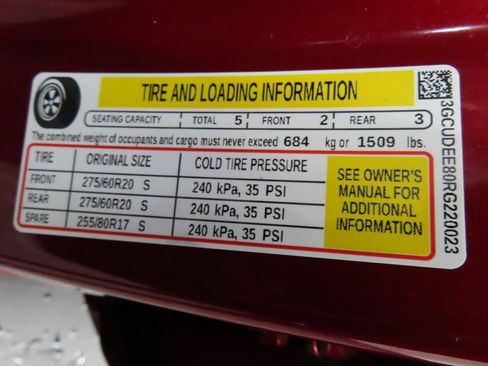 TIRE AND LOADING INFORMATION
SEATING CAPACITY TOTAL 5 FRONT 2 REAR 3
The combined weight of occupants and cargo must never exceed 684 kg or 1509 lbs.
TIRE ORIGINAL SIZE COLD TIRE PRESSURE
FRONT 275/60R20 S 240 kPa, 35 PSI
REAR 275/60R20 S 240 kPa, 35 PSI
SPARE 255/80R17 S 240 kPa, 35 PSI
SEE OWNER'S
MANUAL FOR
ADDITIONAL
INFORMATION
3GCUDEE80RG220023